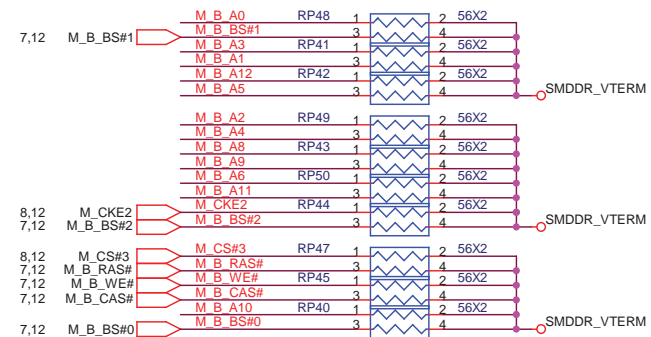 M_B_A0 RP48 1 2 56X2
7,12 M_B_BS#1 M_B_BS#1 3 4
M_B_A3 RP41 1 2 56X2
M_B_A1 3 4
M_B_A12 RP42 1 2 56X2
M_B_A5 3 4 SMDDR_VTERM
M_B_A2 RP49 1 2 56X2
M_B_A4 3 4
M_B_A8 RP43 1 2 56X2
M_B_A9 3 4
M_B_A6 RP50 1 2 56X2
M_B_A11 3 4
8,12 M_CKE2 M_CKE2 RP44 1 2 56X2
7,12 M_B_BS#2 M_B_BS#2 3 4 SMDDR_VTERM
8,12 M_CS#3 M_CS#3 RP47 1 2 56X2
7,12 M_B_RAS# M_B_RAS# 3 4
7,12 M_B_WE# M_B_WE# RP45 1 2 56X2
7,12 M_B_CAS# M_B_CAS# 3 4
M_B_A10 RP40 1 2 56X2
7,12 M_B_BS#0 M_B_BS#0 3 4 SMDDR_VTERM